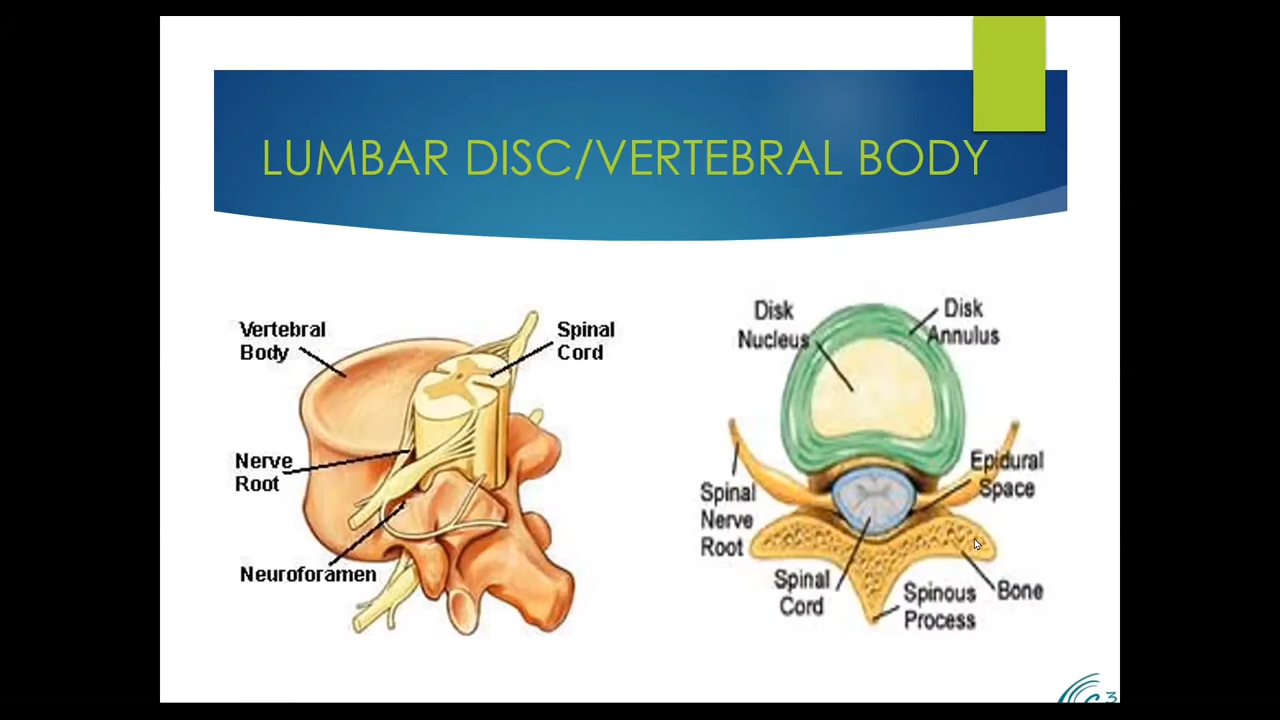 LUMBAR DISC/VERTEBRAL BODY
Vertebral
Body
Spinal
Cord
Nerve
Root
Neuroforamen
Disk
Nucleus
Disk
Annulus
Epidural
Space
Spinal
Nerve
Root
Spinal
Cord
Spinous
Process
Bone
3